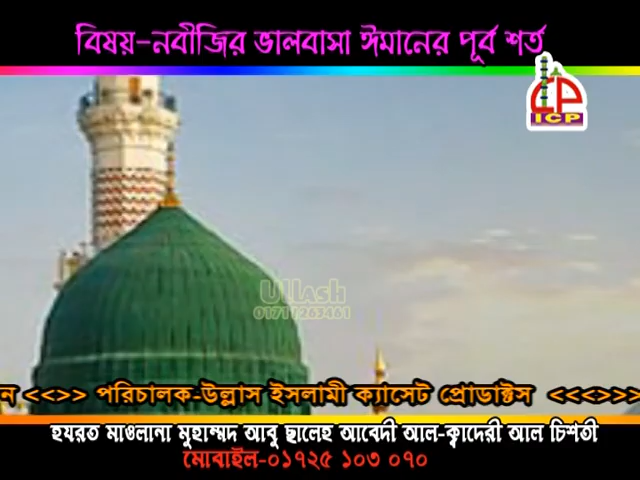 বিষয়-নবীজির ভালবাসা ঈমানের পূর্ব শর্ত
ICP
Ullash
01711263461
ন <<>> পরিচালক-উল্লাস ইসলামী ক্যাসেট প্রোডাক্টস <<<>>>
হযরত মাওলানা মুহাম্মদ আবু ছালেহ আবেদী আল-ক্বাদেরী আল চিশতী
মোবাইল-০১৭২৫ ১০৩ ০৭০